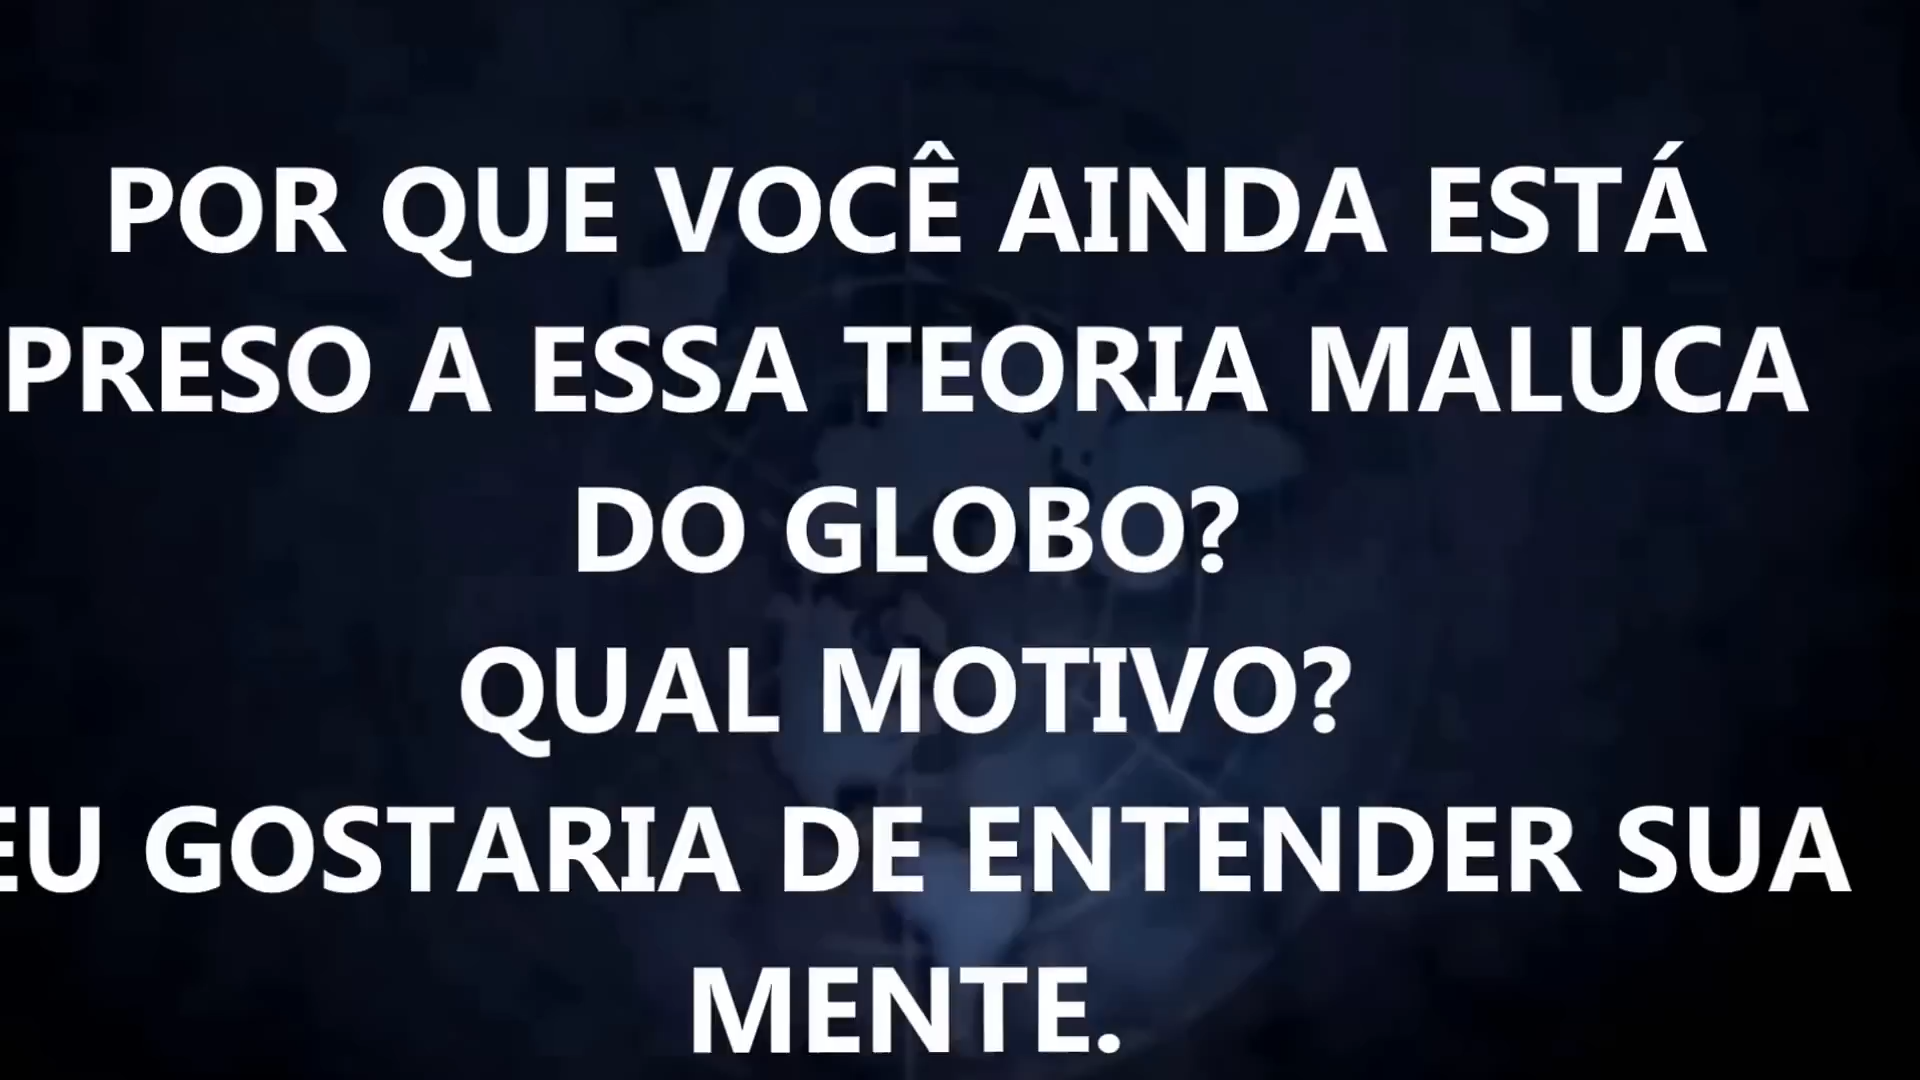 POR QUE VOCÊ AINDA ESTÁ
PRESO A ESSA TEORIA MALUCA
DO GLOBO?
QUAL MOTIVO?
EU GOSTARIA DE ENTENDER SUA
MENTE.